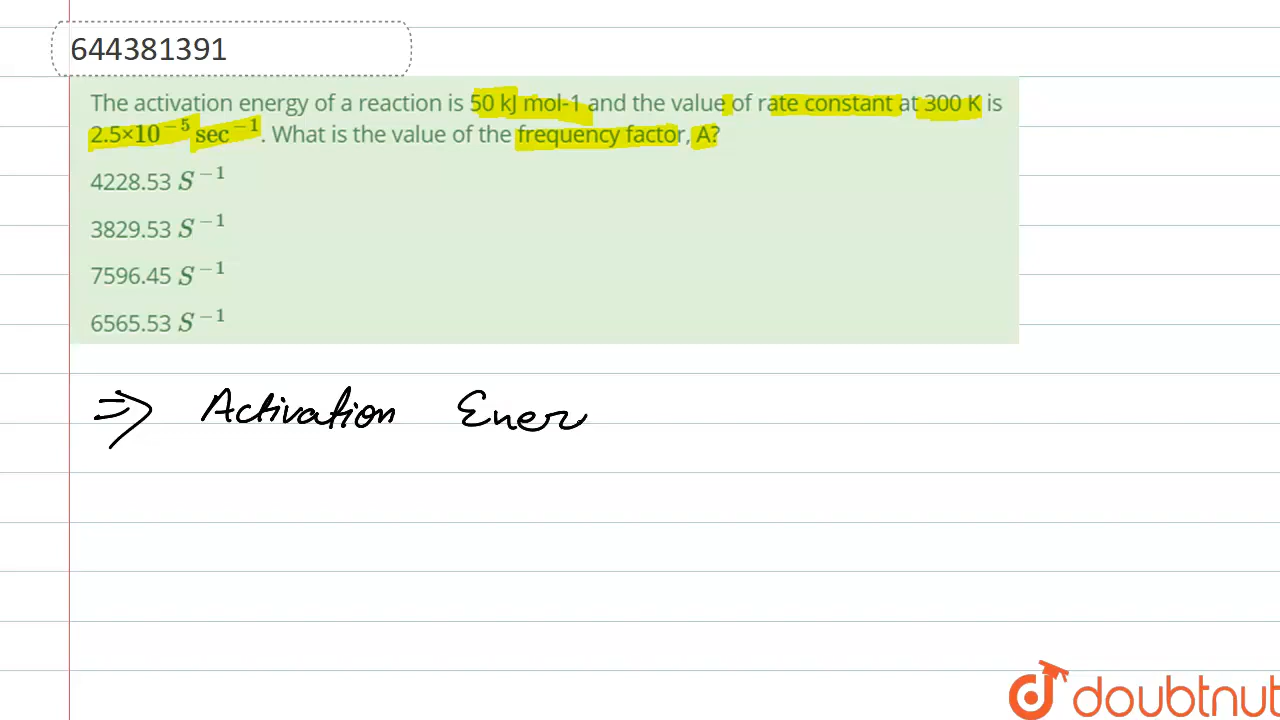 644381391
The activation energy of a reaction is 50 kJ mol-1 and the value of rate constant at 300 K is
2.5×10⁻⁵ sec⁻¹. What is the value of the frequency factor, A?
4228.53 S⁻¹
3829.53 S⁻¹
7596.45 S⁻¹
6565.53 S⁻¹
⇒ Activation Ener
doubtnut